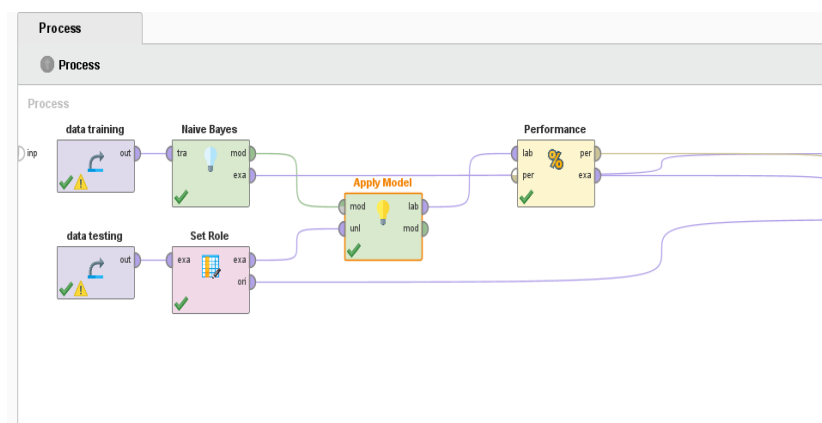 Process
Process
Process
inp
data training
out
Naive Bayes
tra
mod
exa
Apply Model
mod
lab
unl
mod
Performance
%
lab
per
per
exa
data testing
out
Set Role
exa
exa
ori